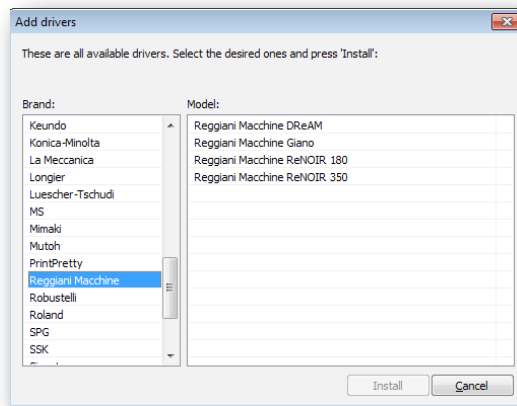 Add drivers
These are all available drivers. Select the desired ones and press 'Install':
Brand:
Model:
Keundo
Konica-Minolta
La Meccanica
Longier
Luescher-Tschudi
MS
Mimaki
Mutoh
PrintPretty
Reggiani Macchine
Robustelli
Roland
SPG
SSK
Reggiani Macchine DReAM
Reggiani Macchine Giano
Reggiani Macchine ReNOIR 180
Reggiani Macchine ReNOIR 350
Install
Cancel